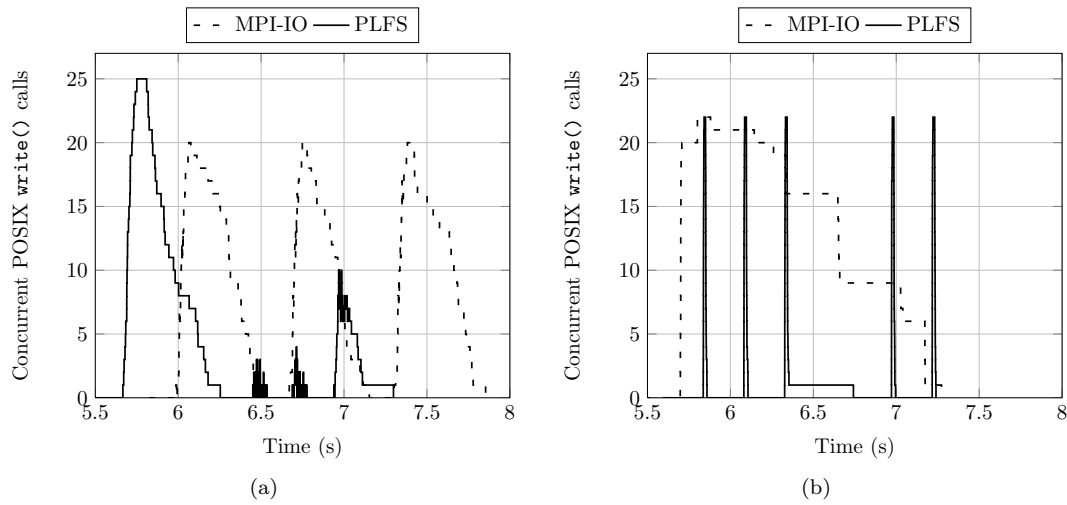 MPI-IO PLFS
Concurrent POSIX write() calls
25
20
15
10
5
0
5.5 6 6.5 7 7.5 8
Time (s)
(a)
MPI-IO PLFS
Concurrent POSIX write() calls
25
20
15
10
5
0
5.5 6 6.5 7 7.5 8
Time (s)
(b)